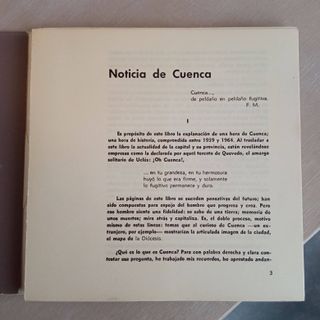 Noticia de Cuenca
Cuenca...,
de peldaño en peldaño fugitiva.
F. M.
I
Es propósito de este libro la explanación de una hora de Cuenca;
una hora de historia, comprendida entre 1939 y 1964. Al trasladar a
este libro la actualidad de la capital y su provincia, están revelándose
empresas como la declarada por aquel terceto de Quevedo, el amargo
solitario de Uclés: ¡Oh Cuenca!,
... en tu grandeza, en tu hermosura
huyó lo que era firme, y solamente
lo fugitivo permanece y dura.
Las páginas de este libro se suceden pensativas del futuro; han
sido compuestas para espejo del hombre que progresa y crea. Pero
ese hombre siente una fidelidad: se sabe de una tierra; memoria de
unos muertos; mira atrás y capitaliza. Es, el doble proceso, motivo
mismo de estas líneas: temas que al curioso de Cuenca —un ex-
tranjero, por ejemplo— mostrarían la articulada imagen de la ciudad,
el mapa de la Diócesis.
¿Qué es lo que es Cuenca? Para con palabra derecha y clara con-
testar esa pregunta, he trabajado mis recuerdos, he apretado andan-
3